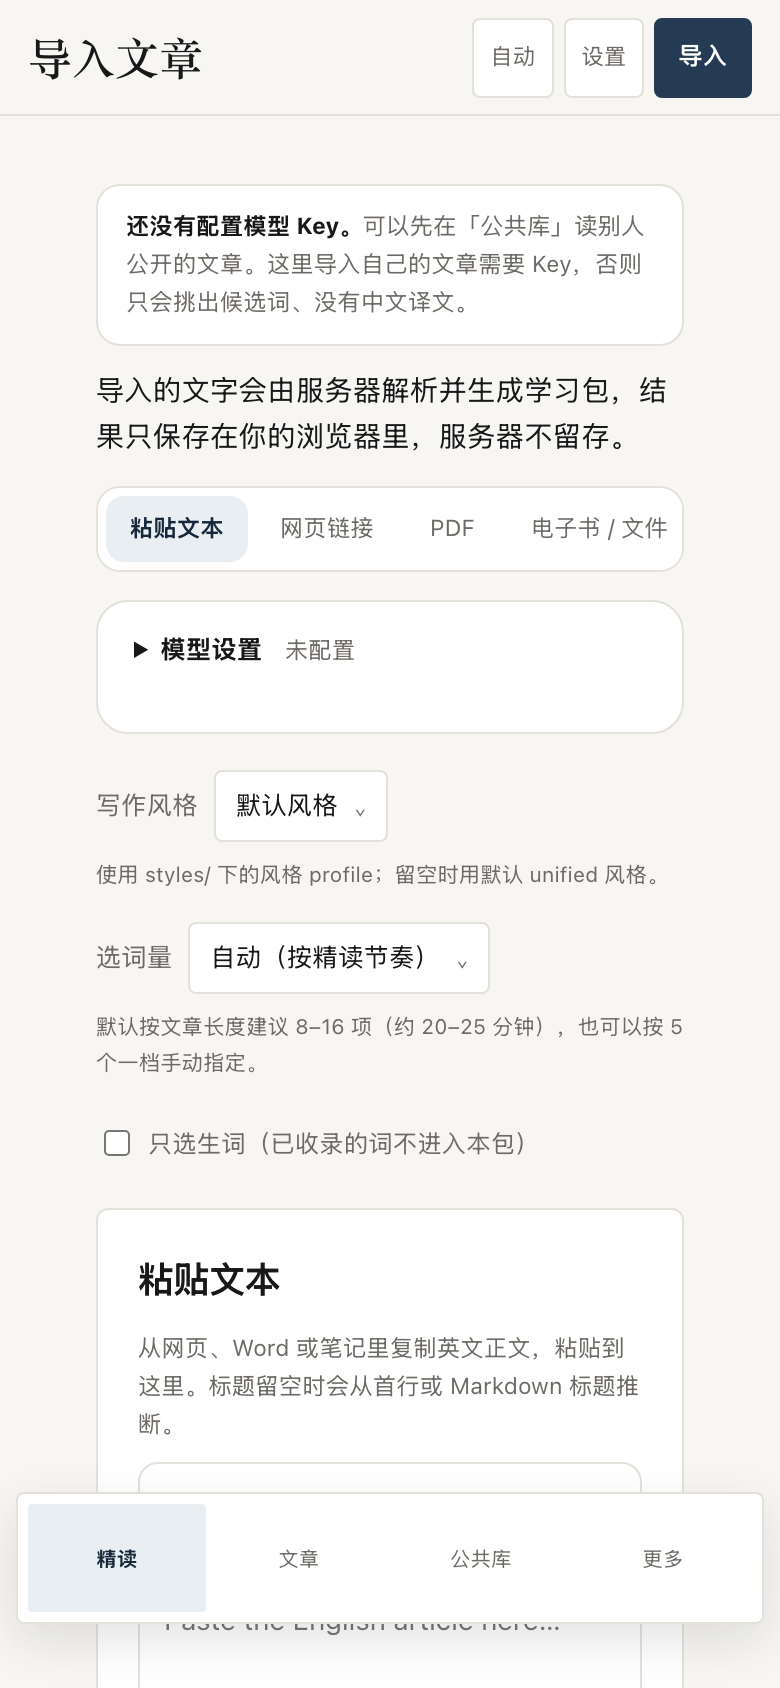 导入文章
自动
设置
导入
还没有配置模型 Key。可以先在「公共库」读别人
公开的文章。这里导入自己的文章需要 Key，否则
只会挑出候选词、没有中文译文。
导入的文字会由服务器解析并生成学习包，结
果只保存在你的浏览器里，服务器不留存。
粘贴文本
网页链接
PDF
电子书 / 文件
▶ 模型设置 未配置
写作风格 默认风格
使用 styles/ 下的风格 profile；留空时用默认 unified 风格。
选词量 自动（按精读节奏）
默认按文章长度建议 8–16 项（约 20–25 分钟），也可以按 5
个一档手动指定。
只选生词（已收录的词不进入本包）
粘贴文本
从网页、Word 或笔记里复制英文正文，粘贴到
这里。标题留空时会从首行或 Markdown 标题推
断。
精读
文章
公共库
更多
Paste the English article here...